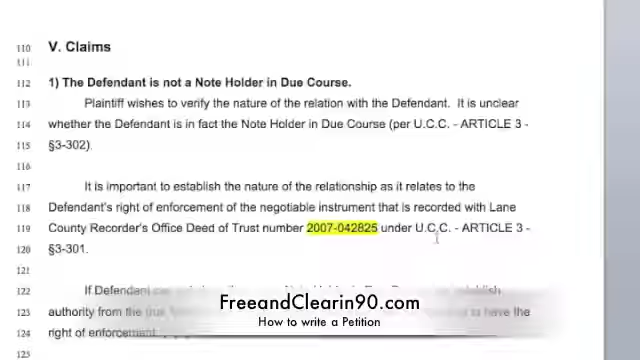 110 V. Claims
111
112 1) The Defendant is not a Note Holder in Due Course.
113 Plaintiff wishes to verify the nature of the relation with the Defendant. It is unclear
114 whether the Defendant is in fact the Note Holder in Due Course (per U.C.C. - ARTICLE 3 -
115 §3-302).
116
117 It is important to establish the nature of the relationship as it relates to the
118 Defendant's right of enforcement of the negotiable instrument that is recorded with Lane
119 County Recorder's Office Deed of Trust number 2007-042825 under U.C.C. - ARTICLE 3 -
120 §3-301.
121
122 If Defendant
123 authority from the have the
124 right of enforcement
125
FreeandClearin90.com
How to write a Petition